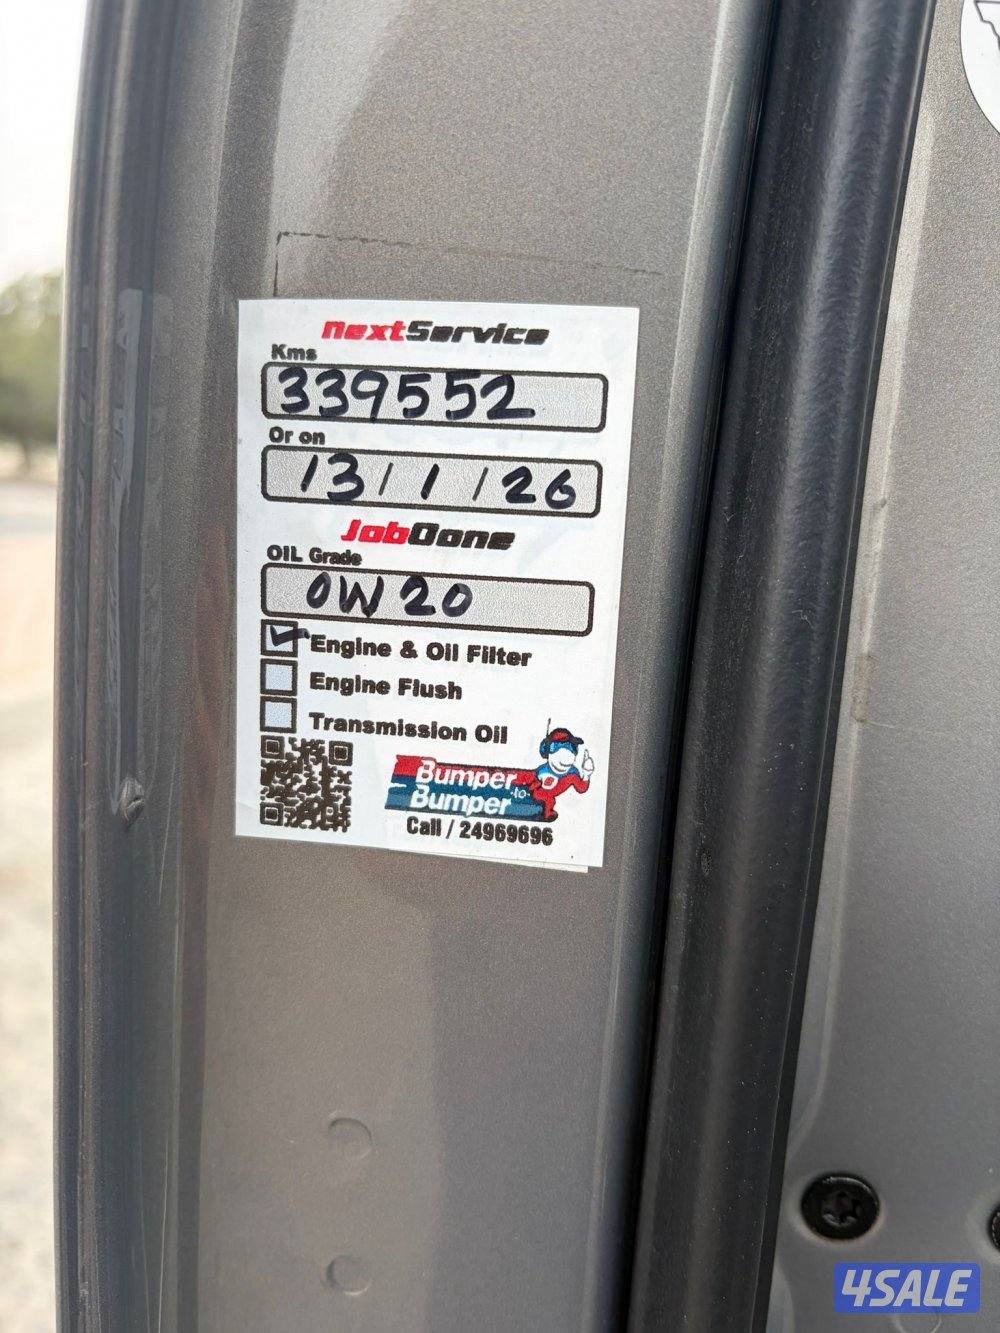 NextService
Kms
339552
Or on
13/1/26
JobDone
OIL Grade
0W20
Engine & Oil Filter
Engine Flush
Transmission Oil
Bumper
-to-
Bumper
Call / 24969696
4SALE